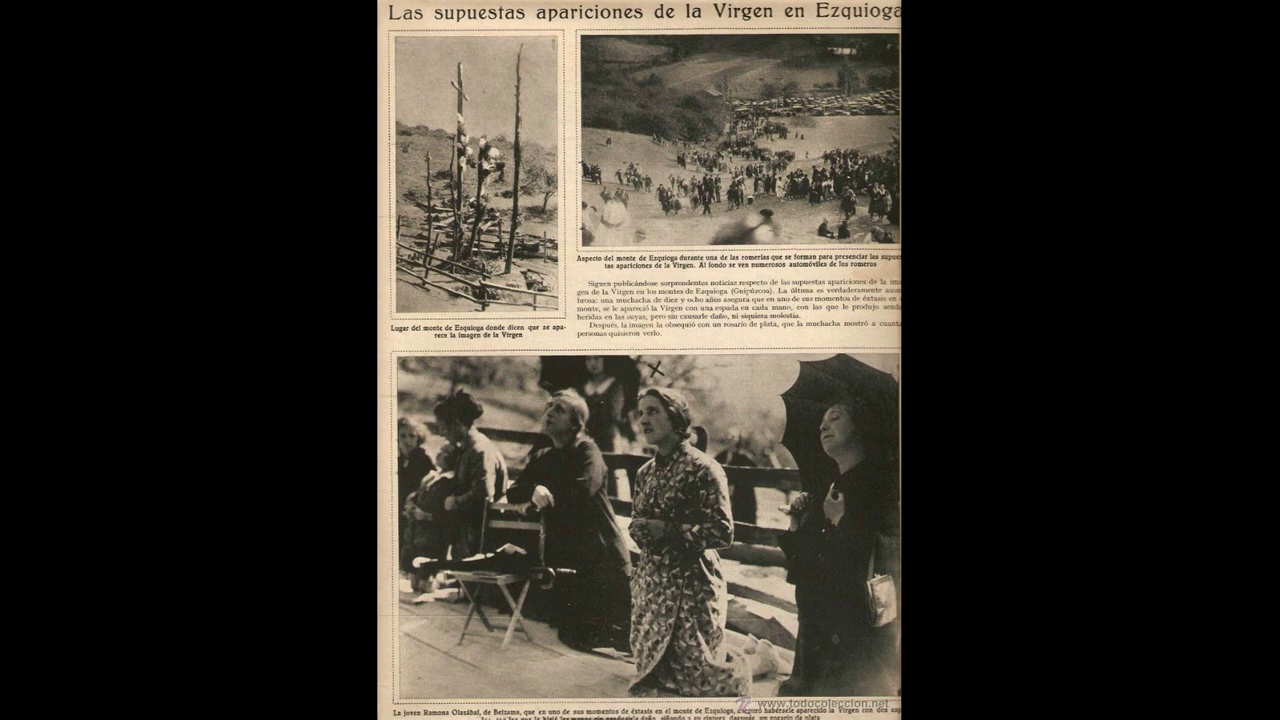 Las supuestas apariciones de la Virgen en Ezquioga
Aspecto del monte de Ezquioga durante una de las romerías que se forman para presenciar las supues-
tas apariciones de la Virgen. Al fondo se ven numerosos automóviles de los romeros
Siguen publicándose sorprendentes noticias respecto de las supuestas apariciones de la ima
gen de la Virgen en los montes de Ezquioga (Guipúzcoa). La última es verdaderamente asom
brosa: una muchacha de diez y ocho años asegura que en uno de sus momentos de éxtasis en
monte, se le apareció la Virgen con una espada en cada mano, con las que le produjo send
heridas en las suyas, pero sin causarle daño, ni siquiera molestia.
Después, la imagen la obsequió con un rosario de plata, que la muchacha mostró a cuant
personas quisieron verlo.
Lugar del monte de Ezquioga donde dicen que se apa-
rece la imagen de la Virgen
La joven Ramona Olazábal, de Beizama, que en uno de sus momentos de éxtasis en el monte de Ezquioga, aseguró habérsele aparecido la Virgen con dos
www.todocoleccion.net